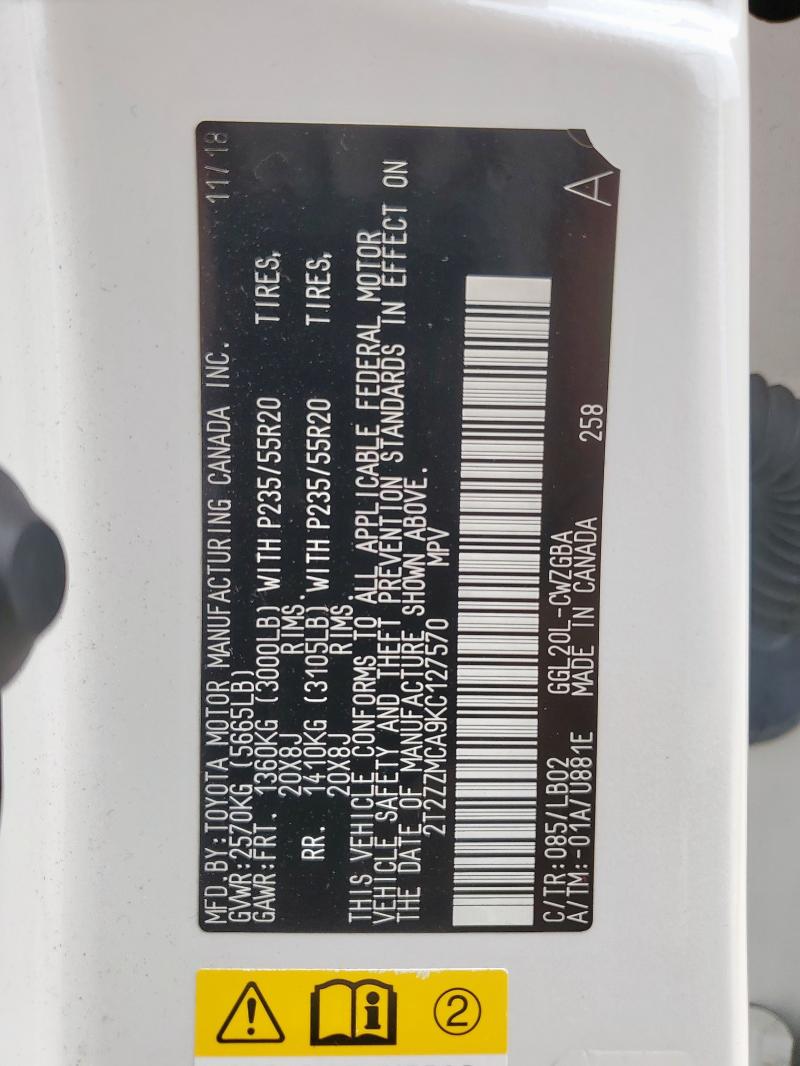 MFD BY:TOYOTA MOTOR MANUFACTURING CANADA INC. 11/18
GVWR:2570KG (5665LB)
GAWR:FRT. 1360KG (3000LB) WITH P235/55R20 TIRES,
20X8J RIMS.
RR. 1410KG (3105LB) WITH P235/55R20 TIRES,
20X8J RIMS.
THIS VEHICLE CONFORMS TO ALL APPLICABLE FEDERAL MOTOR
VEHICLE SAFETY AND THEFT PREVENTION STANDARDS IN EFFECT ON
THE DATE OF MANUFACTURE SHOWN ABOVE.
2T2ZZMCA9KC127570 MPV
C/TR:085/LB02 GGL20L-CWZGBA
A/TM:-01A/U881E MADE IN CANADA 258
A
2